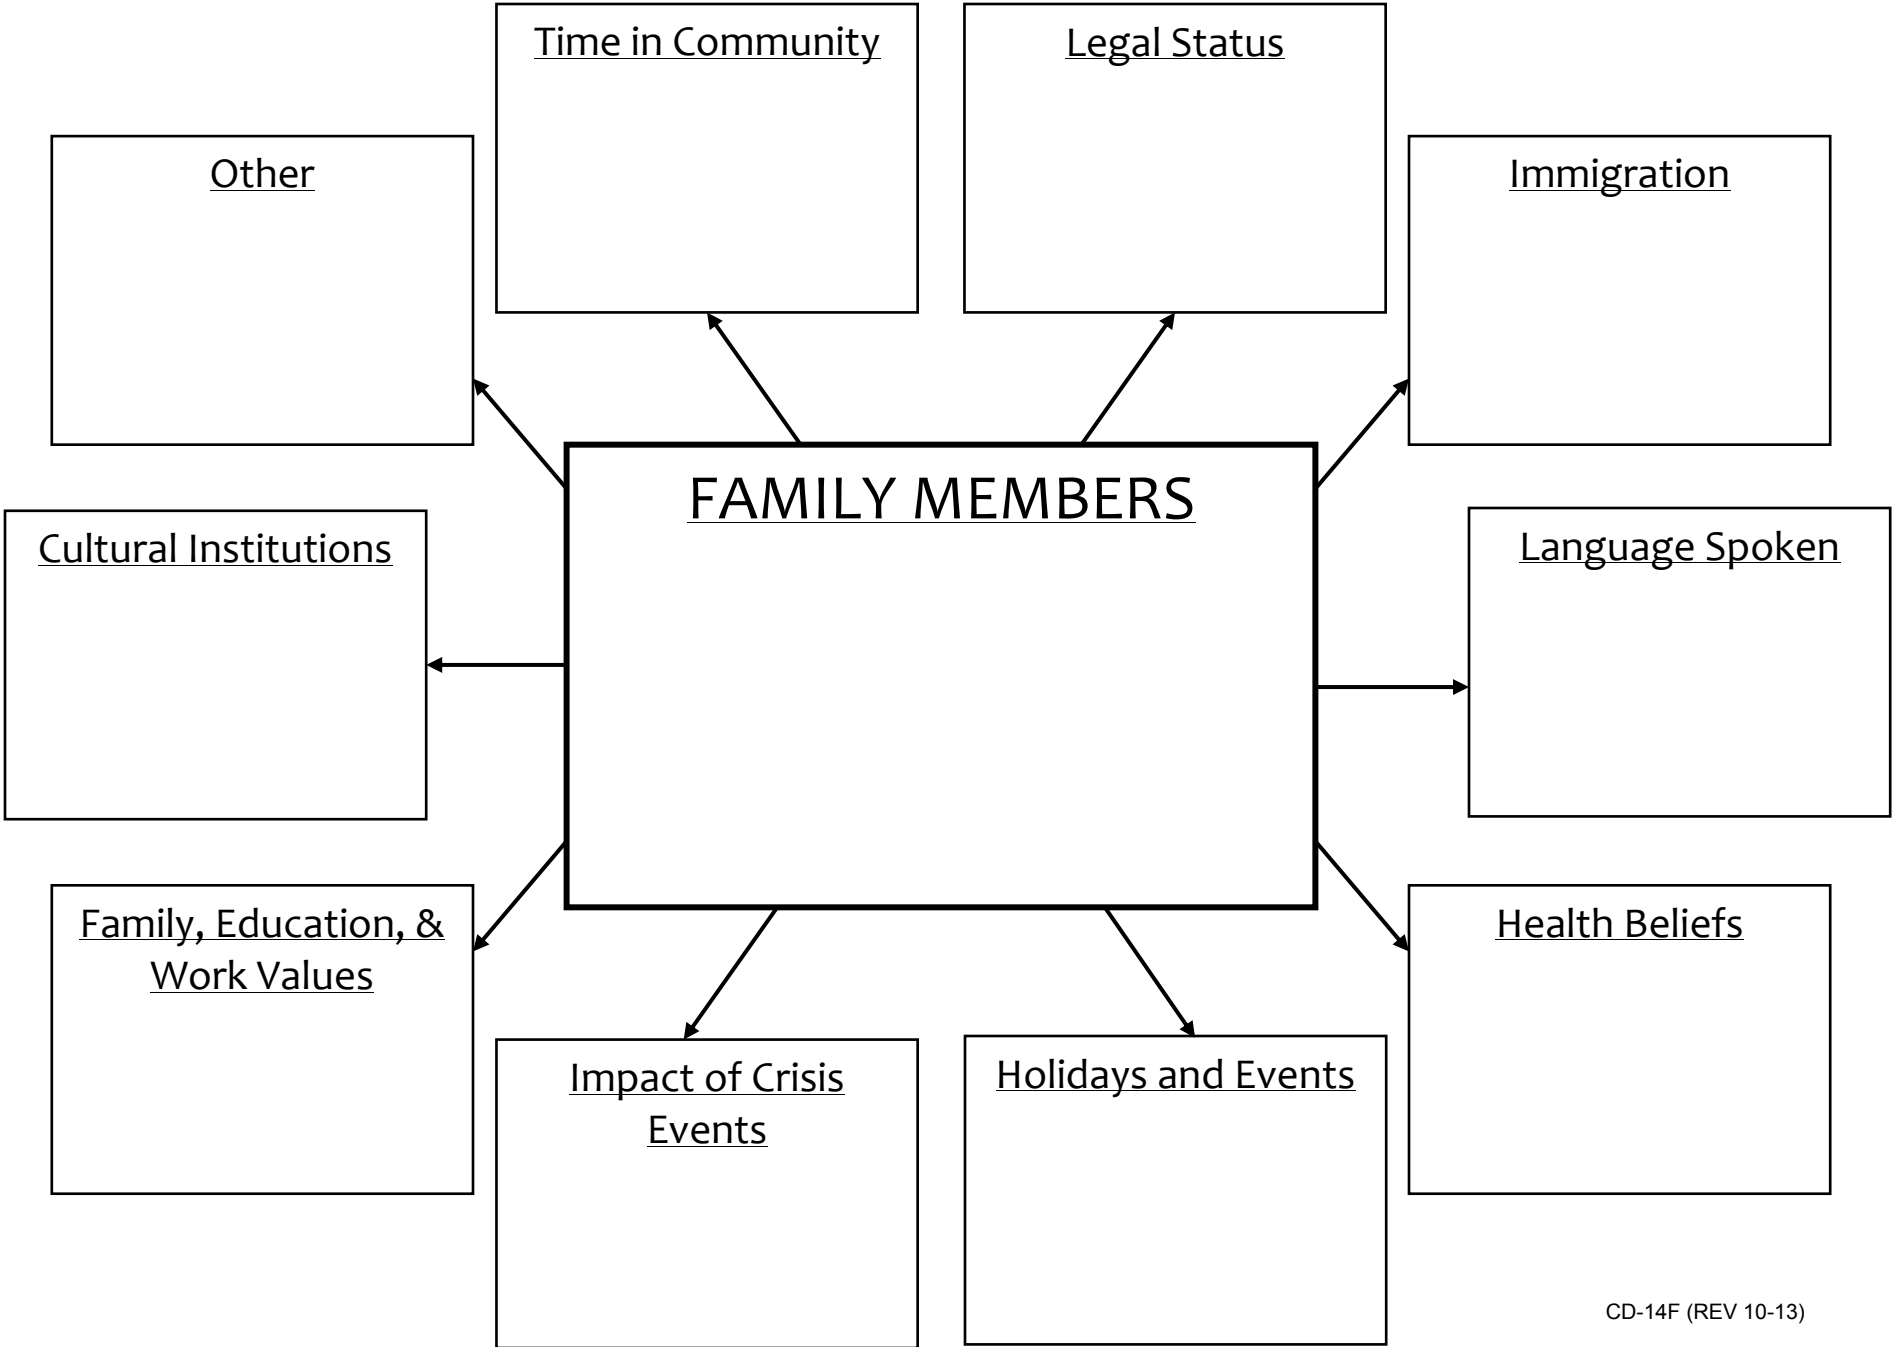 Time in Community
Legal Status
Other
Immigration
FAMILY MEMBERS
Cultural Institutions
Language Spoken
Family, Education, &
Work Values
Health Beliefs
Impact of Crisis
Events
Holidays and Events
CD-14F (REV 10-13)